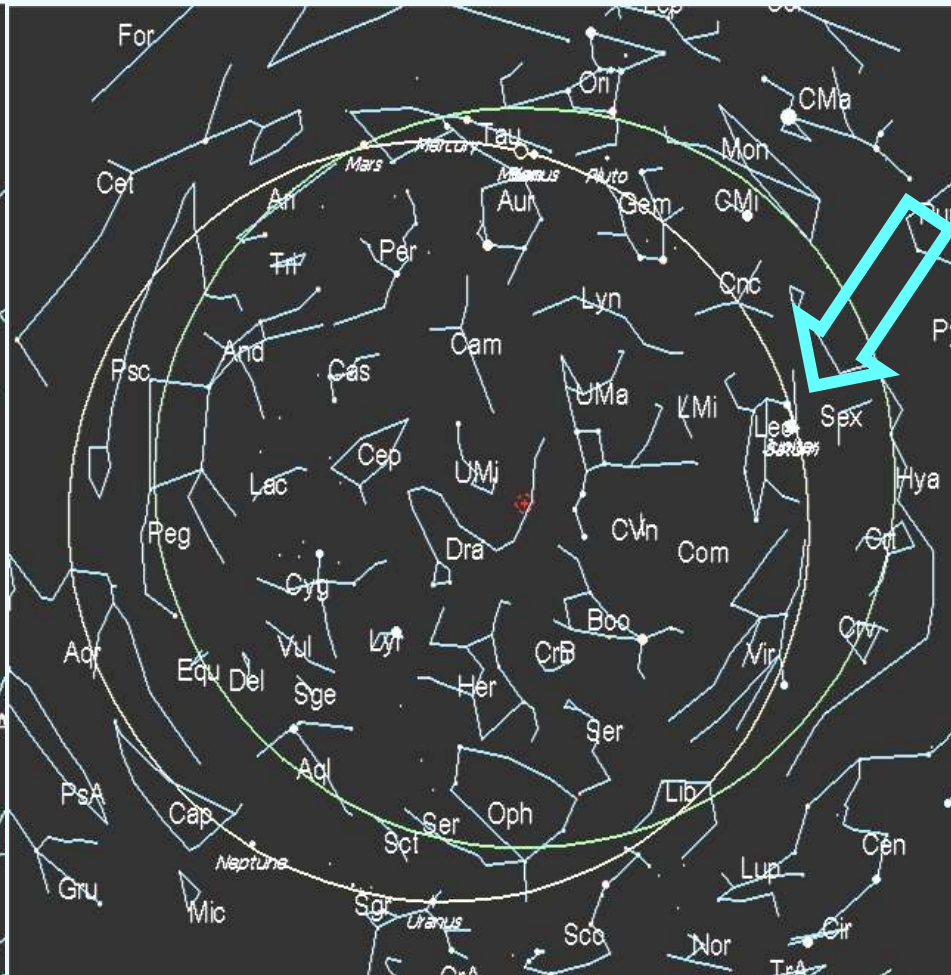 For
Ori
CMa
Tau
Mercury
Mon
Mars
Cet
Pluto
Ari
Aur
Gem
CMi
Per
Tri
Cnc
Lyn
Cam
And
Psc
Cas
UMa
LMi
Leo
Sex
Cep
UMi
Lac
Hya
Peg
CVn
Crt
Dra
Com
Cyg
Boo
Crv
Vul
Lyr
Aqr
CrB
Vir
Equ
Del
Her
Sge
Ser
Aql
PsA
Lib
Cap
Oph
Ser
Sct
Cen
Neptune
Lup
Gru
Sgr
Mic
Uranus
Sco
Cir
Nor
CrA
TrA